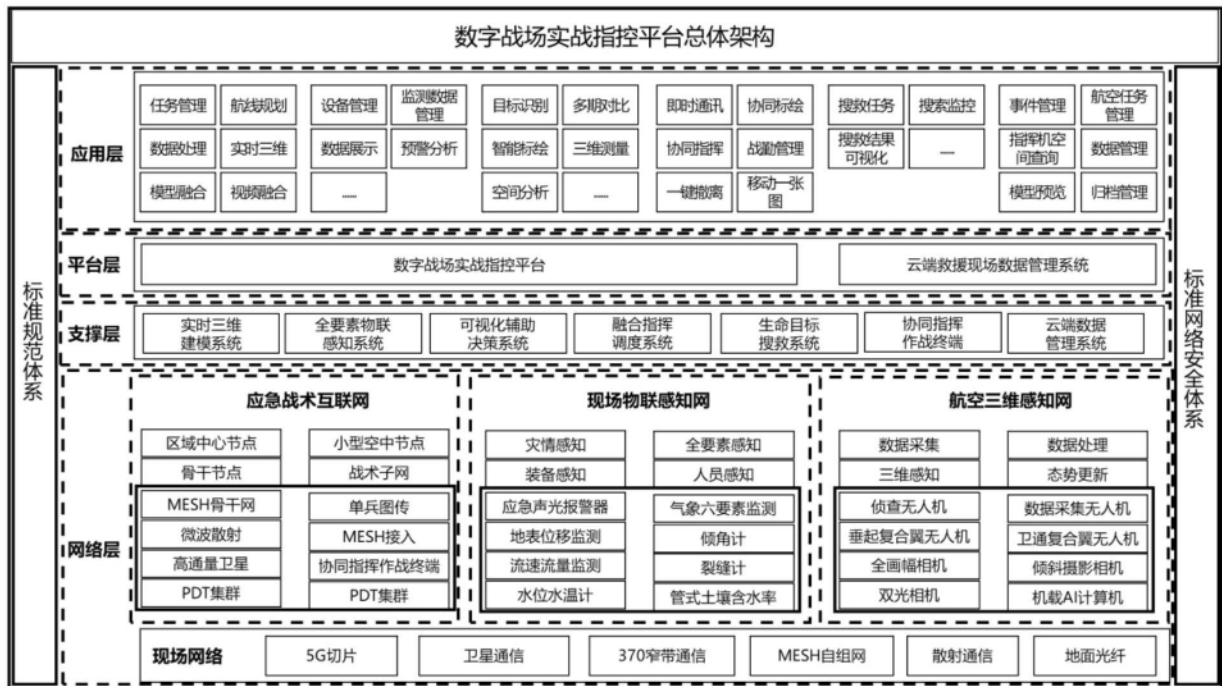 数字战场实战指控平台总体架构
标准规范体系
应用层
任务管理 航线规划 设备管理 监测数据管理 目标识别 多期对比 即时通讯 协同标绘 搜救任务 搜索监控 事件管理 航空任务管理
数据处理 实时三维 数据展示 预警分析 智能标绘 三维测量 协同指挥 战勤管理 搜救结果可视化 .... 指挥机空间查询 数据管理
模型融合 视频融合 ...... 空间分析 ...... 一键撤离 移动一张图 模型预览 归档管理
平台层
数字战场实战指控平台 云端救援现场数据管理系统
支撑层
实时三维建模系统 全要素物联感知系统 可视化辅助决策系统 融合指挥调度系统 生命目标搜救系统 协同指挥作战终端 云端数据管理系统
网络层
应急战术互联网
区域中心节点 小型空中节点
骨干节点 战术子网
MESH骨干网 单兵图传
微波散射 MESH接入
高通量卫星 协同指挥作战终端
PDT集群 PDT集群
现场物联感知网
灾情感知 全要素感知
装备感知 人员感知
应急声光报警器 气象六要素监测
地表位移监测 倾角计
流速流量监测 裂缝计
水位水温计 管式土壤含水率
航空三维感知网
数据采集 数据处理
三维感知 态势更新
侦查无人机 数据采集无人机
垂起复合翼无人机 卫通复合翼无人机
全画幅相机 倾斜摄影相机
双光相机 机载AI计算机
现场网络 5G切片 卫星通信 370窄带通信 MESH自组网 散射通信 地面光纤
标准网络安全体系